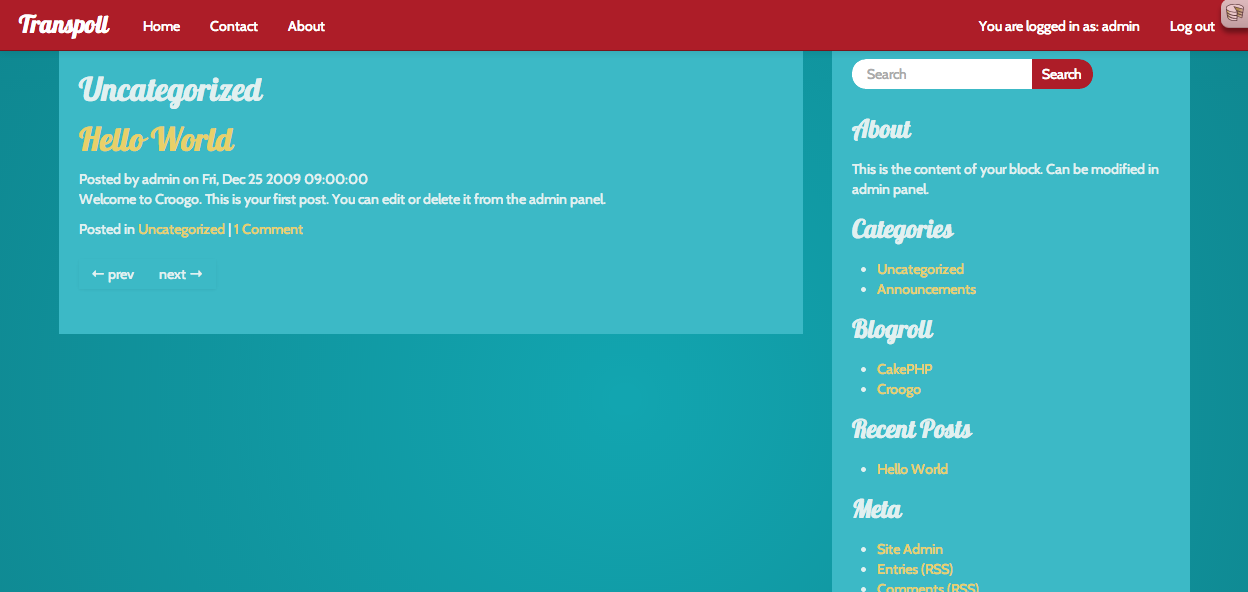 Transpoll Home Contact About You are logged in as: admin Log out
Uncategorized
Hello World
Posted by admin on Fri, Dec 25 2009 09:00:00
Welcome to Croogo. This is your first post. You can edit or delete it from the admin panel.
Posted in Uncategorized | 1 Comment
← prev next →
Search Search
About
This is the content of your block. Can be modified in
admin panel.
Categories
Uncategorized
Announcements
Blogroll
CakePHP
Croogo
Recent Posts
Hello World
Meta
Site Admin
Entries (RSS)
Comments (RSS)